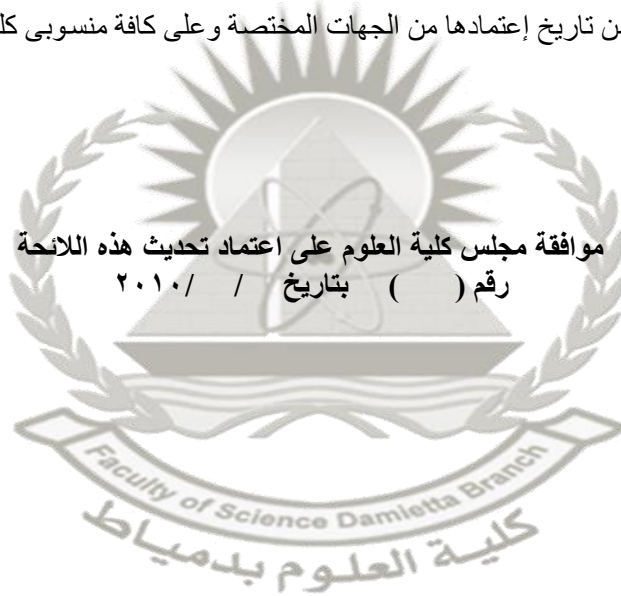 ن تاريخ إعتمادها من الجهات المختصة وعلى كافة منسوبى كل
موافقة مجلس كلية العلوم على اعتماد تحديث هذه اللائحة
رقم ( ) بتاريخ / /٢٠١٠
Faculty of Science Damietta Branch
كلية العلوم بدمياط